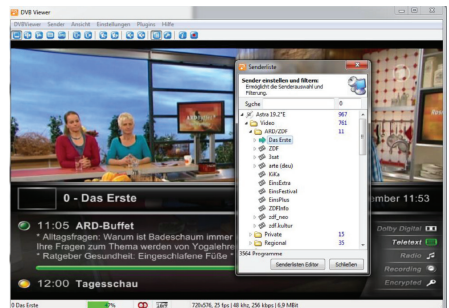 DVB Viewer
DVBViewer Sender Ansicht Einstellungen Plugins Hilfe
Senderliste
Sender einstellen und filtern:
Ermöglicht die Senderauswahl und
Filterung.
Suche 0
Astra 19.2°E 967
Video 761
ARD/ZDF 11
Das Erste
ZDF
3sat
arte (deu)
KiKa
EinsExtra
EinsFestival
EinsPlus
ZDFinfo
zdf_neo
zdf.kultur
Private 15
Regional 35
3564 Programme
Senderlisten Editor Schließen
0 - Das Erste
ember 11:53
11:05 ARD-Buffet
* Alltagsfragen: Warum ist Badeschaum immer
Ihre Fragen zum Thema werden von Yogalehre
* Ratgeber Gesundheit: Eingeschlafene Füße *
12:00 Tagesschau
Dolby Digital
Teletext
Radio
Recording
Encrypted
0 Das Erste 47% 16:9 720x576, 25 fps | 48 khz, 256 kbps | 6,9 MBit